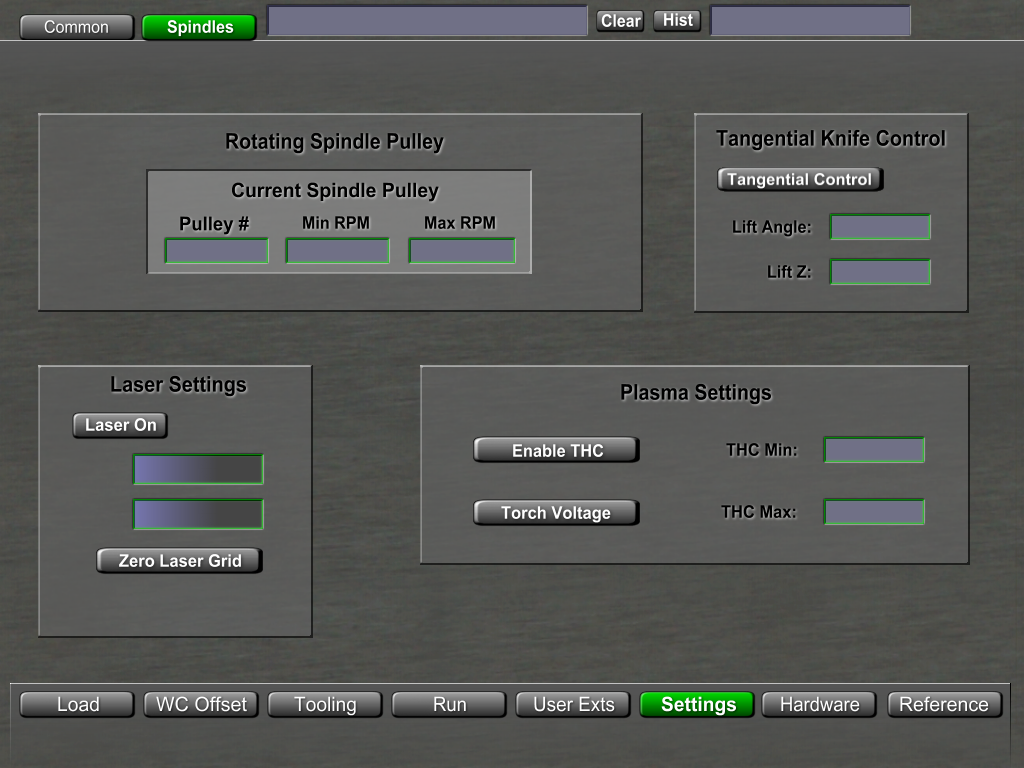 Common Spindles Clear Hist
Rotating Spindle Pulley
Current Spindle Pulley
Pulley # Min RPM Max RPM
Tangential Knife Control
Tangential Control
Lift Angle:
Lift Z:
Laser Settings
Laser On
Zero Laser Grid
Plasma Settings
Enable THC THC Min:
Torch Voltage THC Max:
Load WC Offset Tooling Run User Exts Settings Hardware Reference